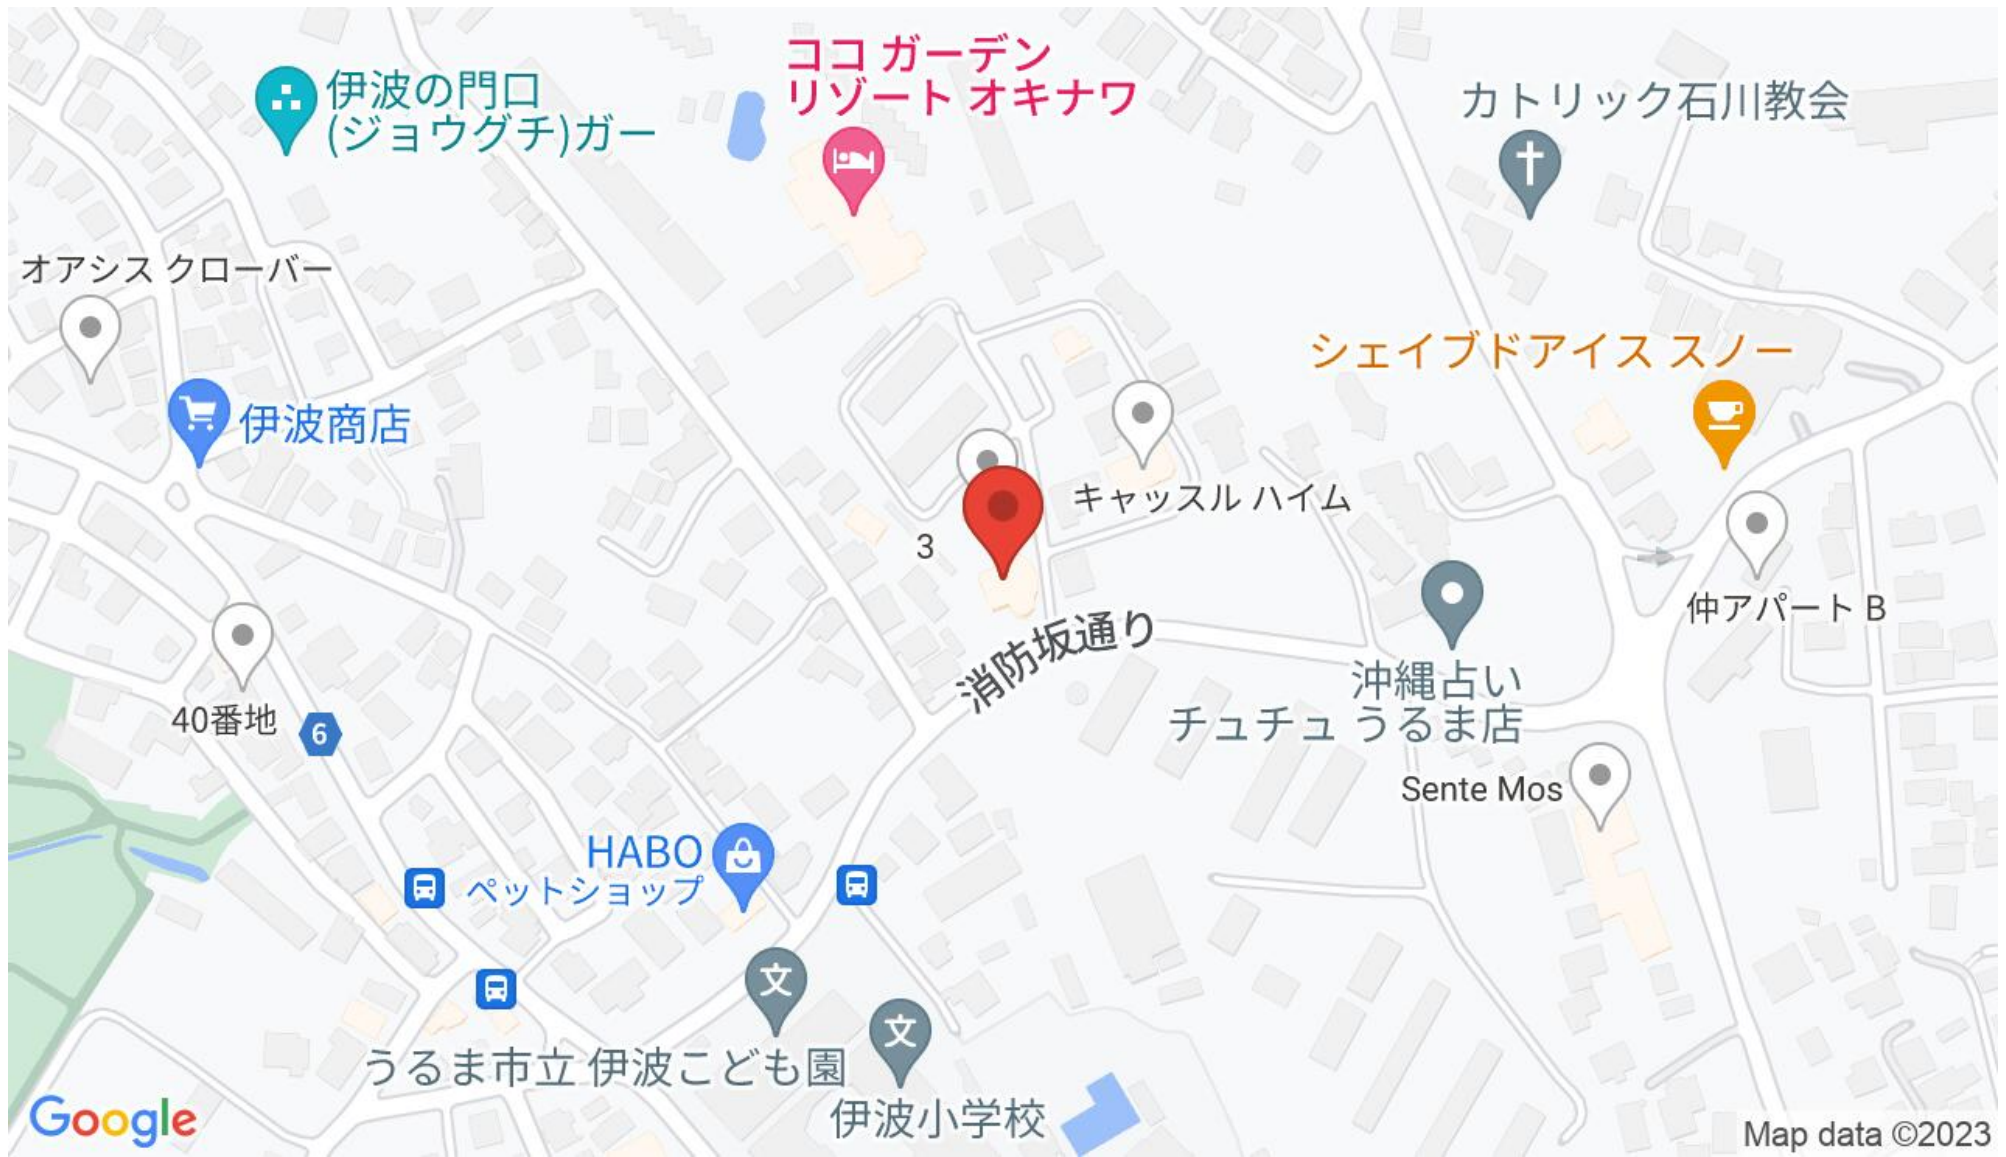 ココ ガーデン
リゾート オキナワ
伊波の門口
(ジョウグチ)ガー
カトリック石川教会
オアシス クローバー
シェイブドアイス スノー
伊波商店
キャッスル ハイム
3
仲アパート B
消防坂通り
沖縄占い
チュチュ うるま店
40番地
6
Sente Mos
HABO
ペットショップ
文
文
うるま市立 伊波こども園
伊波小学校
Google
Map data ©2023